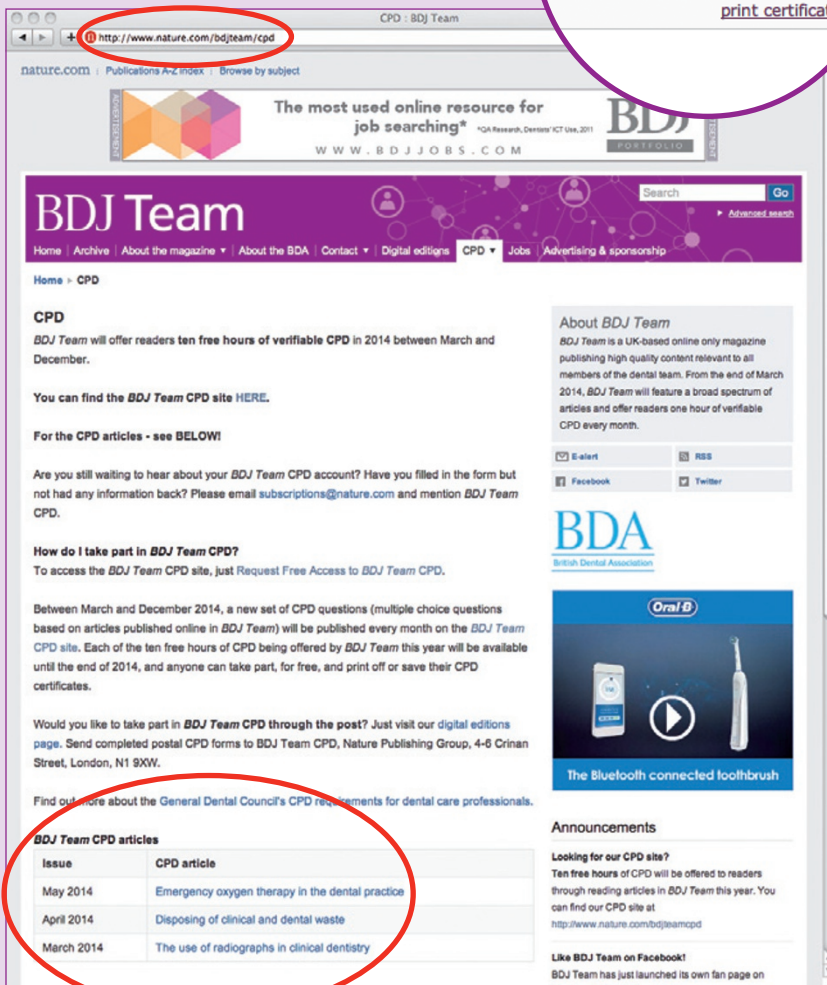 print certifica
CPD : BDJ Team
http://www.nature.com/bdjteam/cpd
nature.com Publications A-Z index Browse by subject
ADVERTISEMENT
The most used online resource for
job searching* *QA Research, Dentists' ICT Use, 2011
WWW.BDJJOBS.COM
BDJ
PORTFOLIO
BDJ Team
Search Go
Advanced search
Home Archive About the magazine About the BDA Contact Digital editions CPD Jobs Advertising & sponsorship
Home CPD
CPD
BDJ Team will offer readers ten free hours of verifiable CPD in 2014 between March and
December.
You can find the BDJ Team CPD site HERE.
For the CPD articles - see BELOW!
Are you still waiting to hear about your BDJ Team CPD account? Have you filled in the form but
not had any information back? Please email subscriptions@nature.com and mention BDJ Team
CPD.
How do I take part in BDJ Team CPD?
To access the BDJ Team CPD site, just Request Free Access to BDJ Team CPD.
Between March and December 2014, a new set of CPD questions (multiple choice questions
based on articles published online in BDJ Team) will be published every month on the BDJ Team
CPD site. Each of the ten free hours of CPD being offered by BDJ Team this year will be available
until the end of 2014, and anyone can take part, for free, and print off or save their CPD
certificates.
Would you like to take part in BDJ Team CPD through the post? Just visit our digital editions
page. Send completed postal CPD forms to BDJ Team CPD, Nature Publishing Group, 4-6 Crinan
Street, London, N1 9XW.
Find out more about the General Dental Council's CPD requirements for dental care professionals.
BDJ Team CPD articles
Issue CPD article
May 2014 Emergency oxygen therapy in the dental practice
April 2014 Disposing of clinical and dental waste
March 2014 The use of radiographs in clinical dentistry
About BDJ Team
BDJ Team is a UK-based online only magazine
publishing high quality content relevant to all
members of the dental team. From the end of March
2014, BDJ Team will feature a broad spectrum of
articles and offer readers one hour of verifiable
CPD every month.
E-alert RSS
Facebook Twitter
BDA
British Dental Association
Oral-B
The Bluetooth connected toothbrush
Announcements
Looking for our CPD site?
Ten free hours of CPD will be offered to readers
through reading articles in BDJ Team this year. You
can find our CPD site at
http://www.nature.com/bdjteamcpd
Like BDJ Team on Facebook!
BDJ Team has just launched its own fan page on